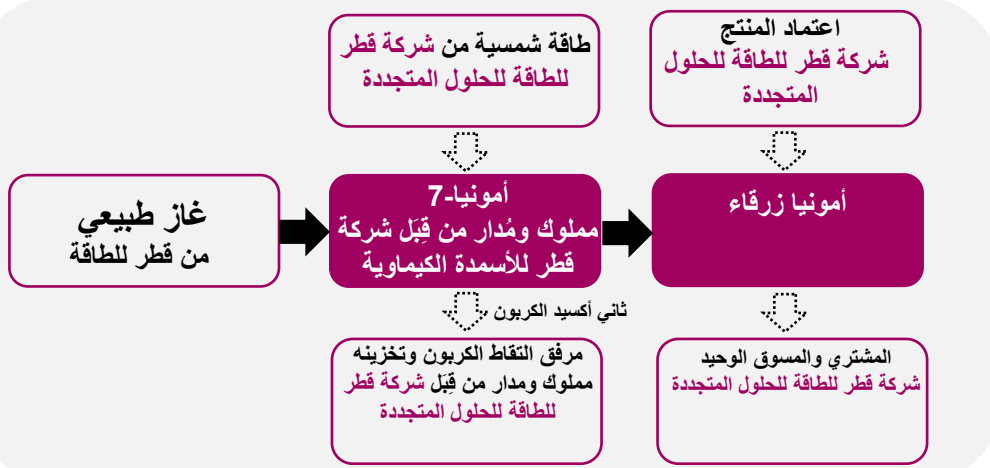 طاقة شمسية من شركة قطر
للطاقة للحلول المتجددة
اعتماد المنتج
شركة قطر للطاقة للحلول
المتجددة
غاز طبيعي
من قطر للطاقة
أمونيا-7
مملوك ومُدار من قِبَل شركة
قطر للأسمدة الكيماوية
أمونيا زرقاء
ثاني أكسيد الكربون
مرفق التقاط الكربون وتخزينه
مملوك ومدار من قِبَل شركة قطر
للطاقة للحلول المتجددة
المشتري والمسوق الوحيد
شركة قطر للطاقة للحلول المتجددة